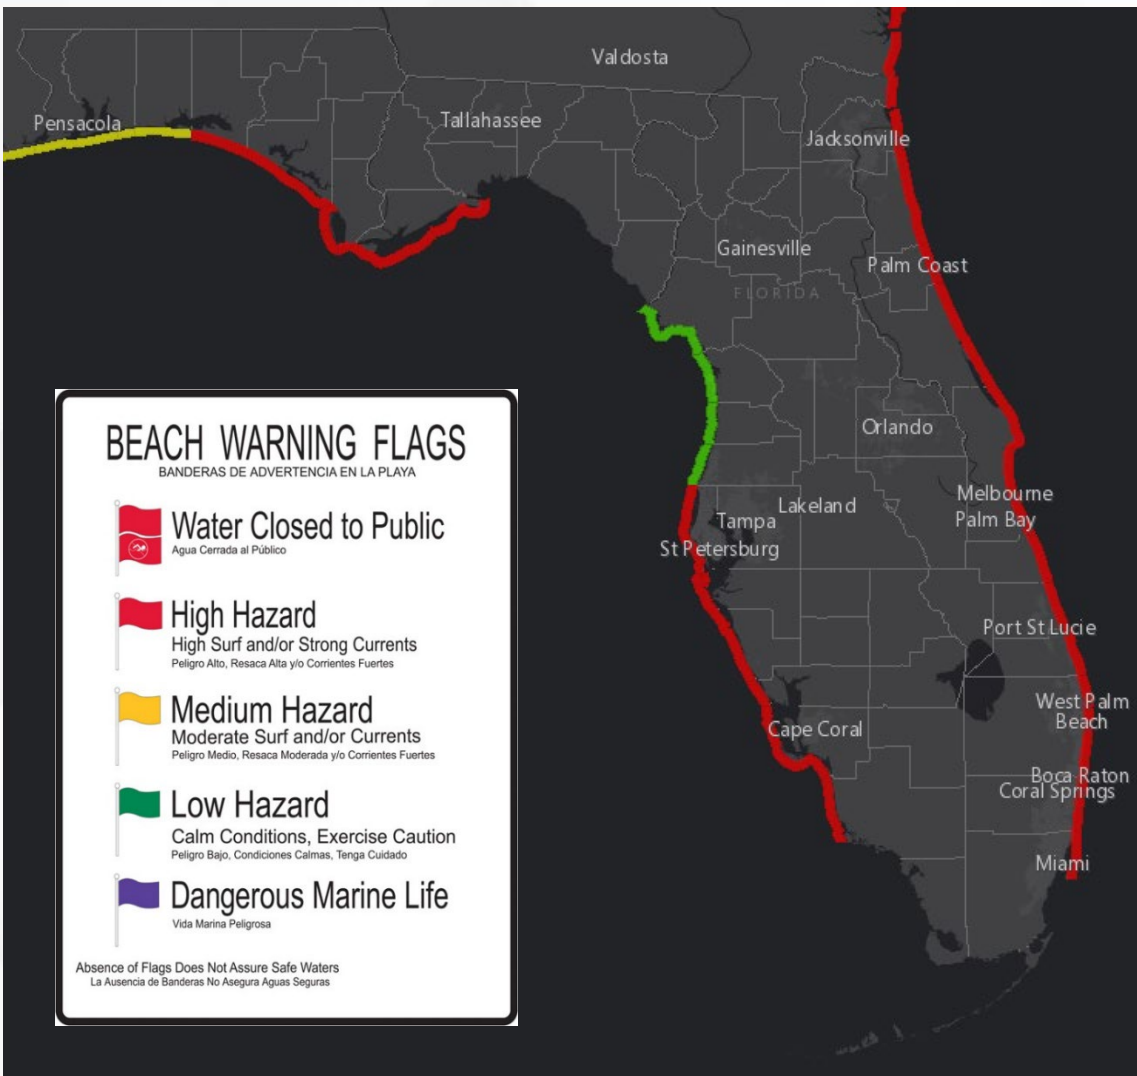 Valdosta
Pensacola
Tallahassee
Jacksonville
Gainesville
Palm Coast
FLORIDA
Orlando
Melbourne
Lakeland
Palm Bay
Tampa
St Petersburg
Port St Lucie
West Palm
Beach
Cape Coral
Boca Raton
Coral Springs
Miami
BEACH WARNING FLAGS
BANDERAS DE ADVERTENCIA EN LA PLAYA
Water Closed to Public
Agua Cerrada al Público
High Hazard
High Surf and/or Strong Currents
Peligro Alto, Resaca Alta y/o Corrientes Fuertes
Medium Hazard
Moderate Surf and/or Currents
Peligro Medio, Resaca Moderada y/o Corrientes Fuertes
Low Hazard
Calm Conditions, Exercise Caution
Peligro Bajo, Condiciones Calmas, Tenga Cuidado
Dangerous Marine Life
Vida Marina Peligrosa
Absence of Flags Does Not Assure Safe Waters
La Ausencia de Banderas No Asegura Aguas Seguras